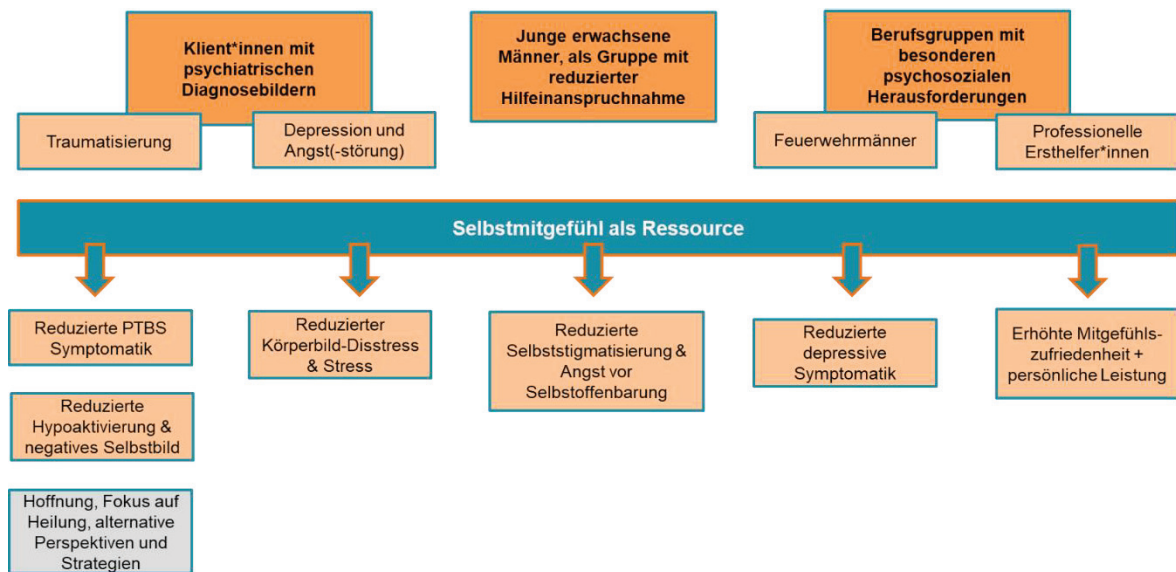 Klient*innen mit
psychiatrischen
Diagnosebildern
Traumatisierung
Depression und
Angst(-störung)
Junge erwachsene
Männer, als Gruppe mit
reduzierter
Hilfeinanspruchnahme
Berufsgruppen mit
besonderen
psychosozialen
Herausforderungen
Feuerwehrmänner
Professionelle
Ersthelfer*innen
Selbstmitgefühl als Ressource
Reduzierte PTBS
Symptomatik
Reduzierte
Hypoaktivierung &
negatives Selbstbild
Hoffnung, Fokus auf
Heilung, alternative
Perspektiven und
Strategien
Reduzierter
Körperbild-Disstress
& Stress
Reduzierte
Selbststigmatisierung &
Angst vor
Selbstoffenbarung
Reduzierte
depressive
Symptomatik
Erhöhte Mitgefühls-
zufriedenheit +
persönliche Leistung